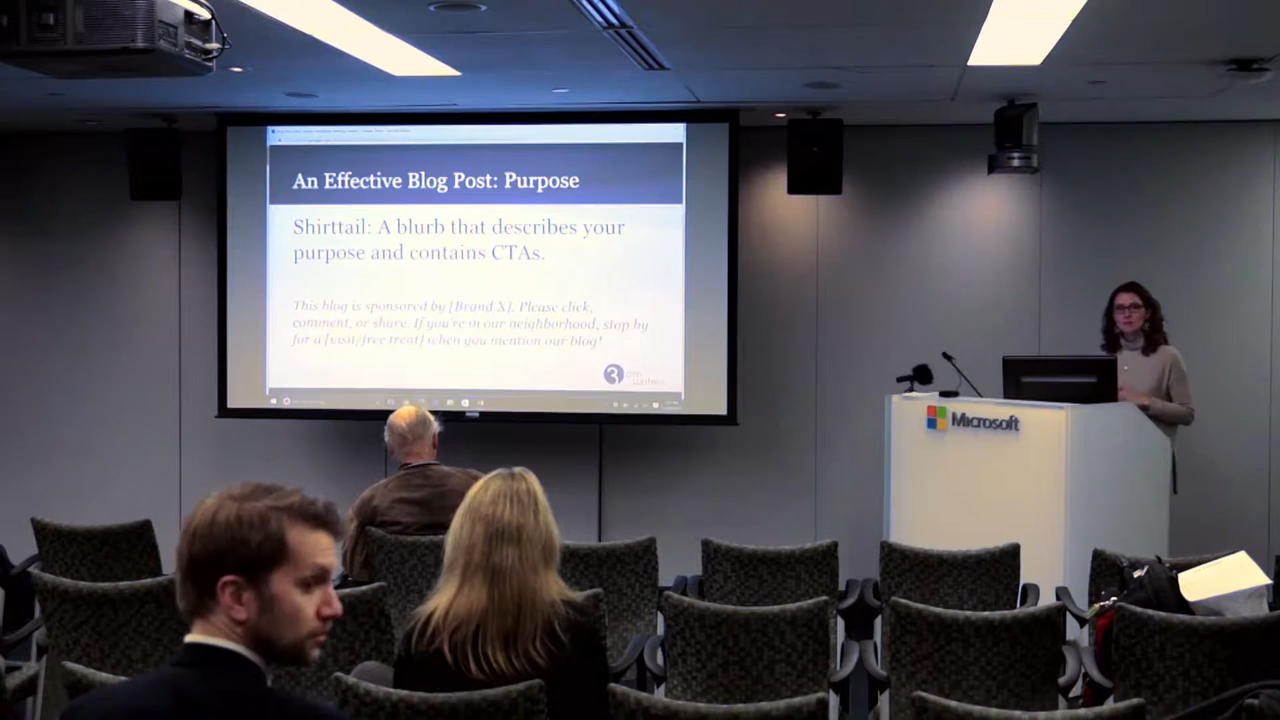 An Effective Blog Post: Purpose
Shirttail: A blurb that describes your
purpose and contains CTAs.
This blog is sponsored by [Brand X]. Please click,
comment, or share. If you're in our neighborhood, stop by
for a [visit/free treat] when you mention our blog!
3
Microsoft